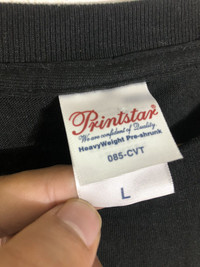 Printstar®
We are confident of Quality.
HeavyWeight Pre-shrunk
085-CVT
L